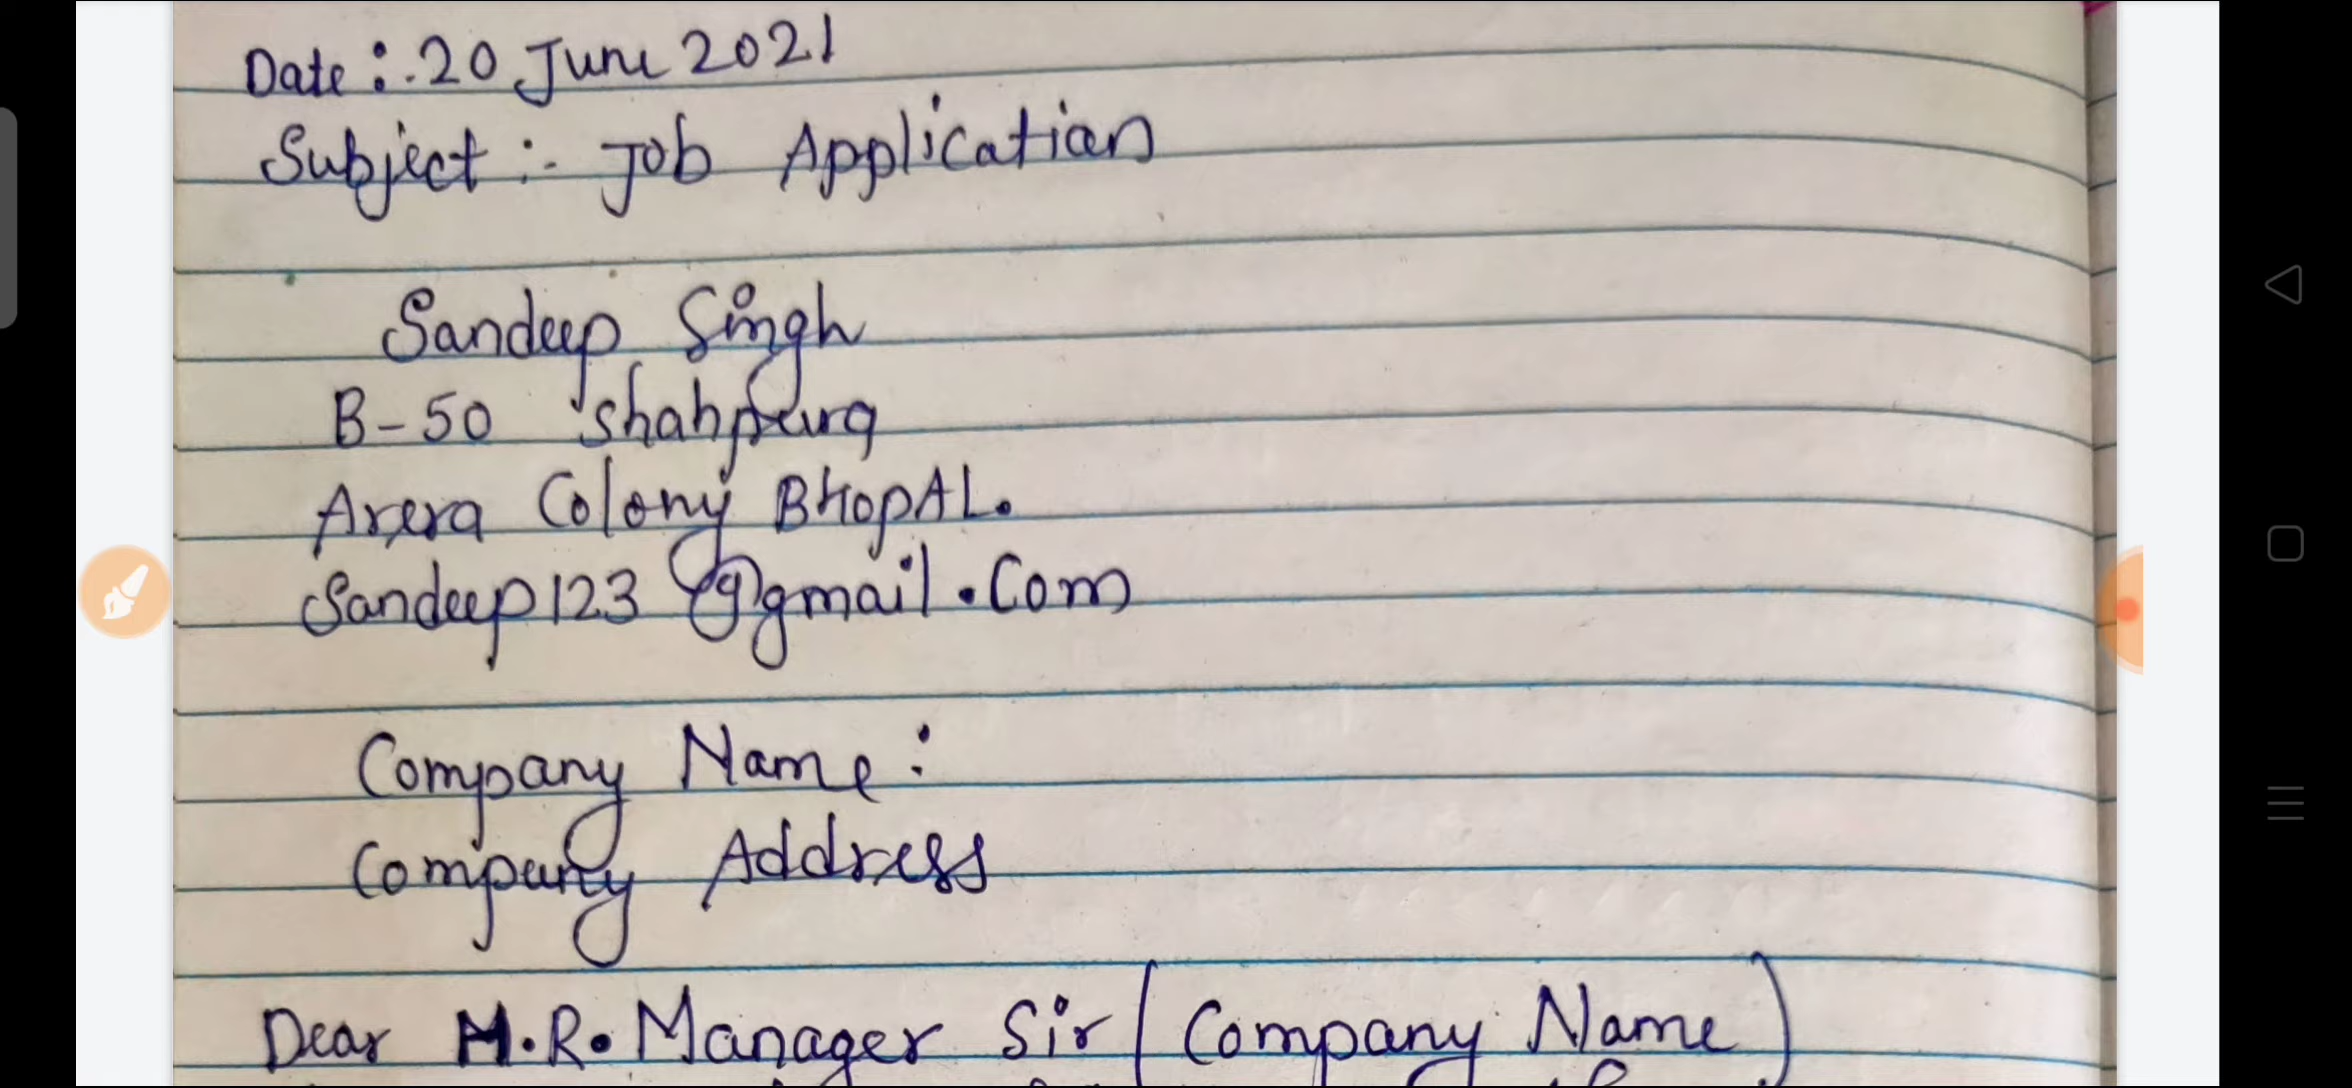 Date :. 20 June 2021
Subject :- Job Application
Sandeep Singh
B-50 Shahpura
Arera Colony BHopAL.
Sandeep123 @gmail.com
Company Name :
Company Address
Dear H.R. Manager Sir (Company Name)